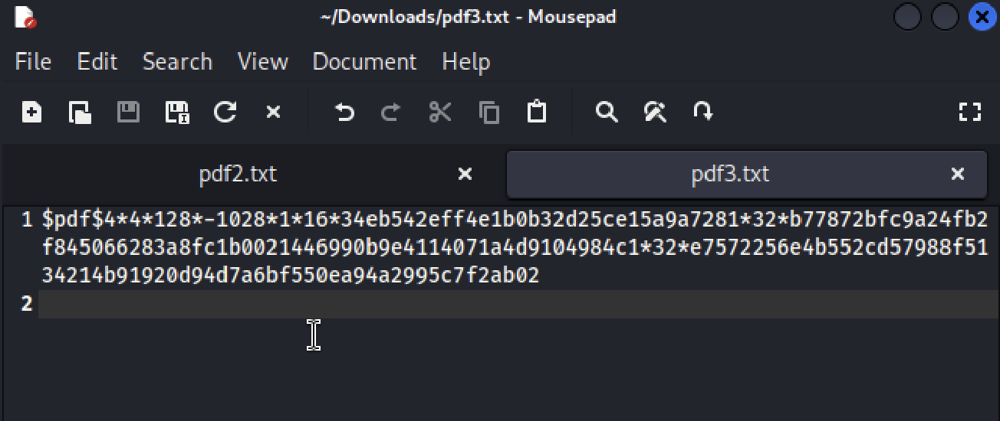 ~/Downloads/pdf3.txt - Mousepad
File Edit Search View Document Help
pdf2.txt pdf3.txt
1 $pdf$4*4*128*-1028*1*16*34eb542eff4e1b0b32d25ce15a9a7281*32*b77872bfc9a24fb2
f845066283a8fc1b0021446990b9e4114071a4d9104984c1*32*e7572256e4b552cd57988f51
34214b91920d94d7a6bf550ea94a2995c7f2ab02
2